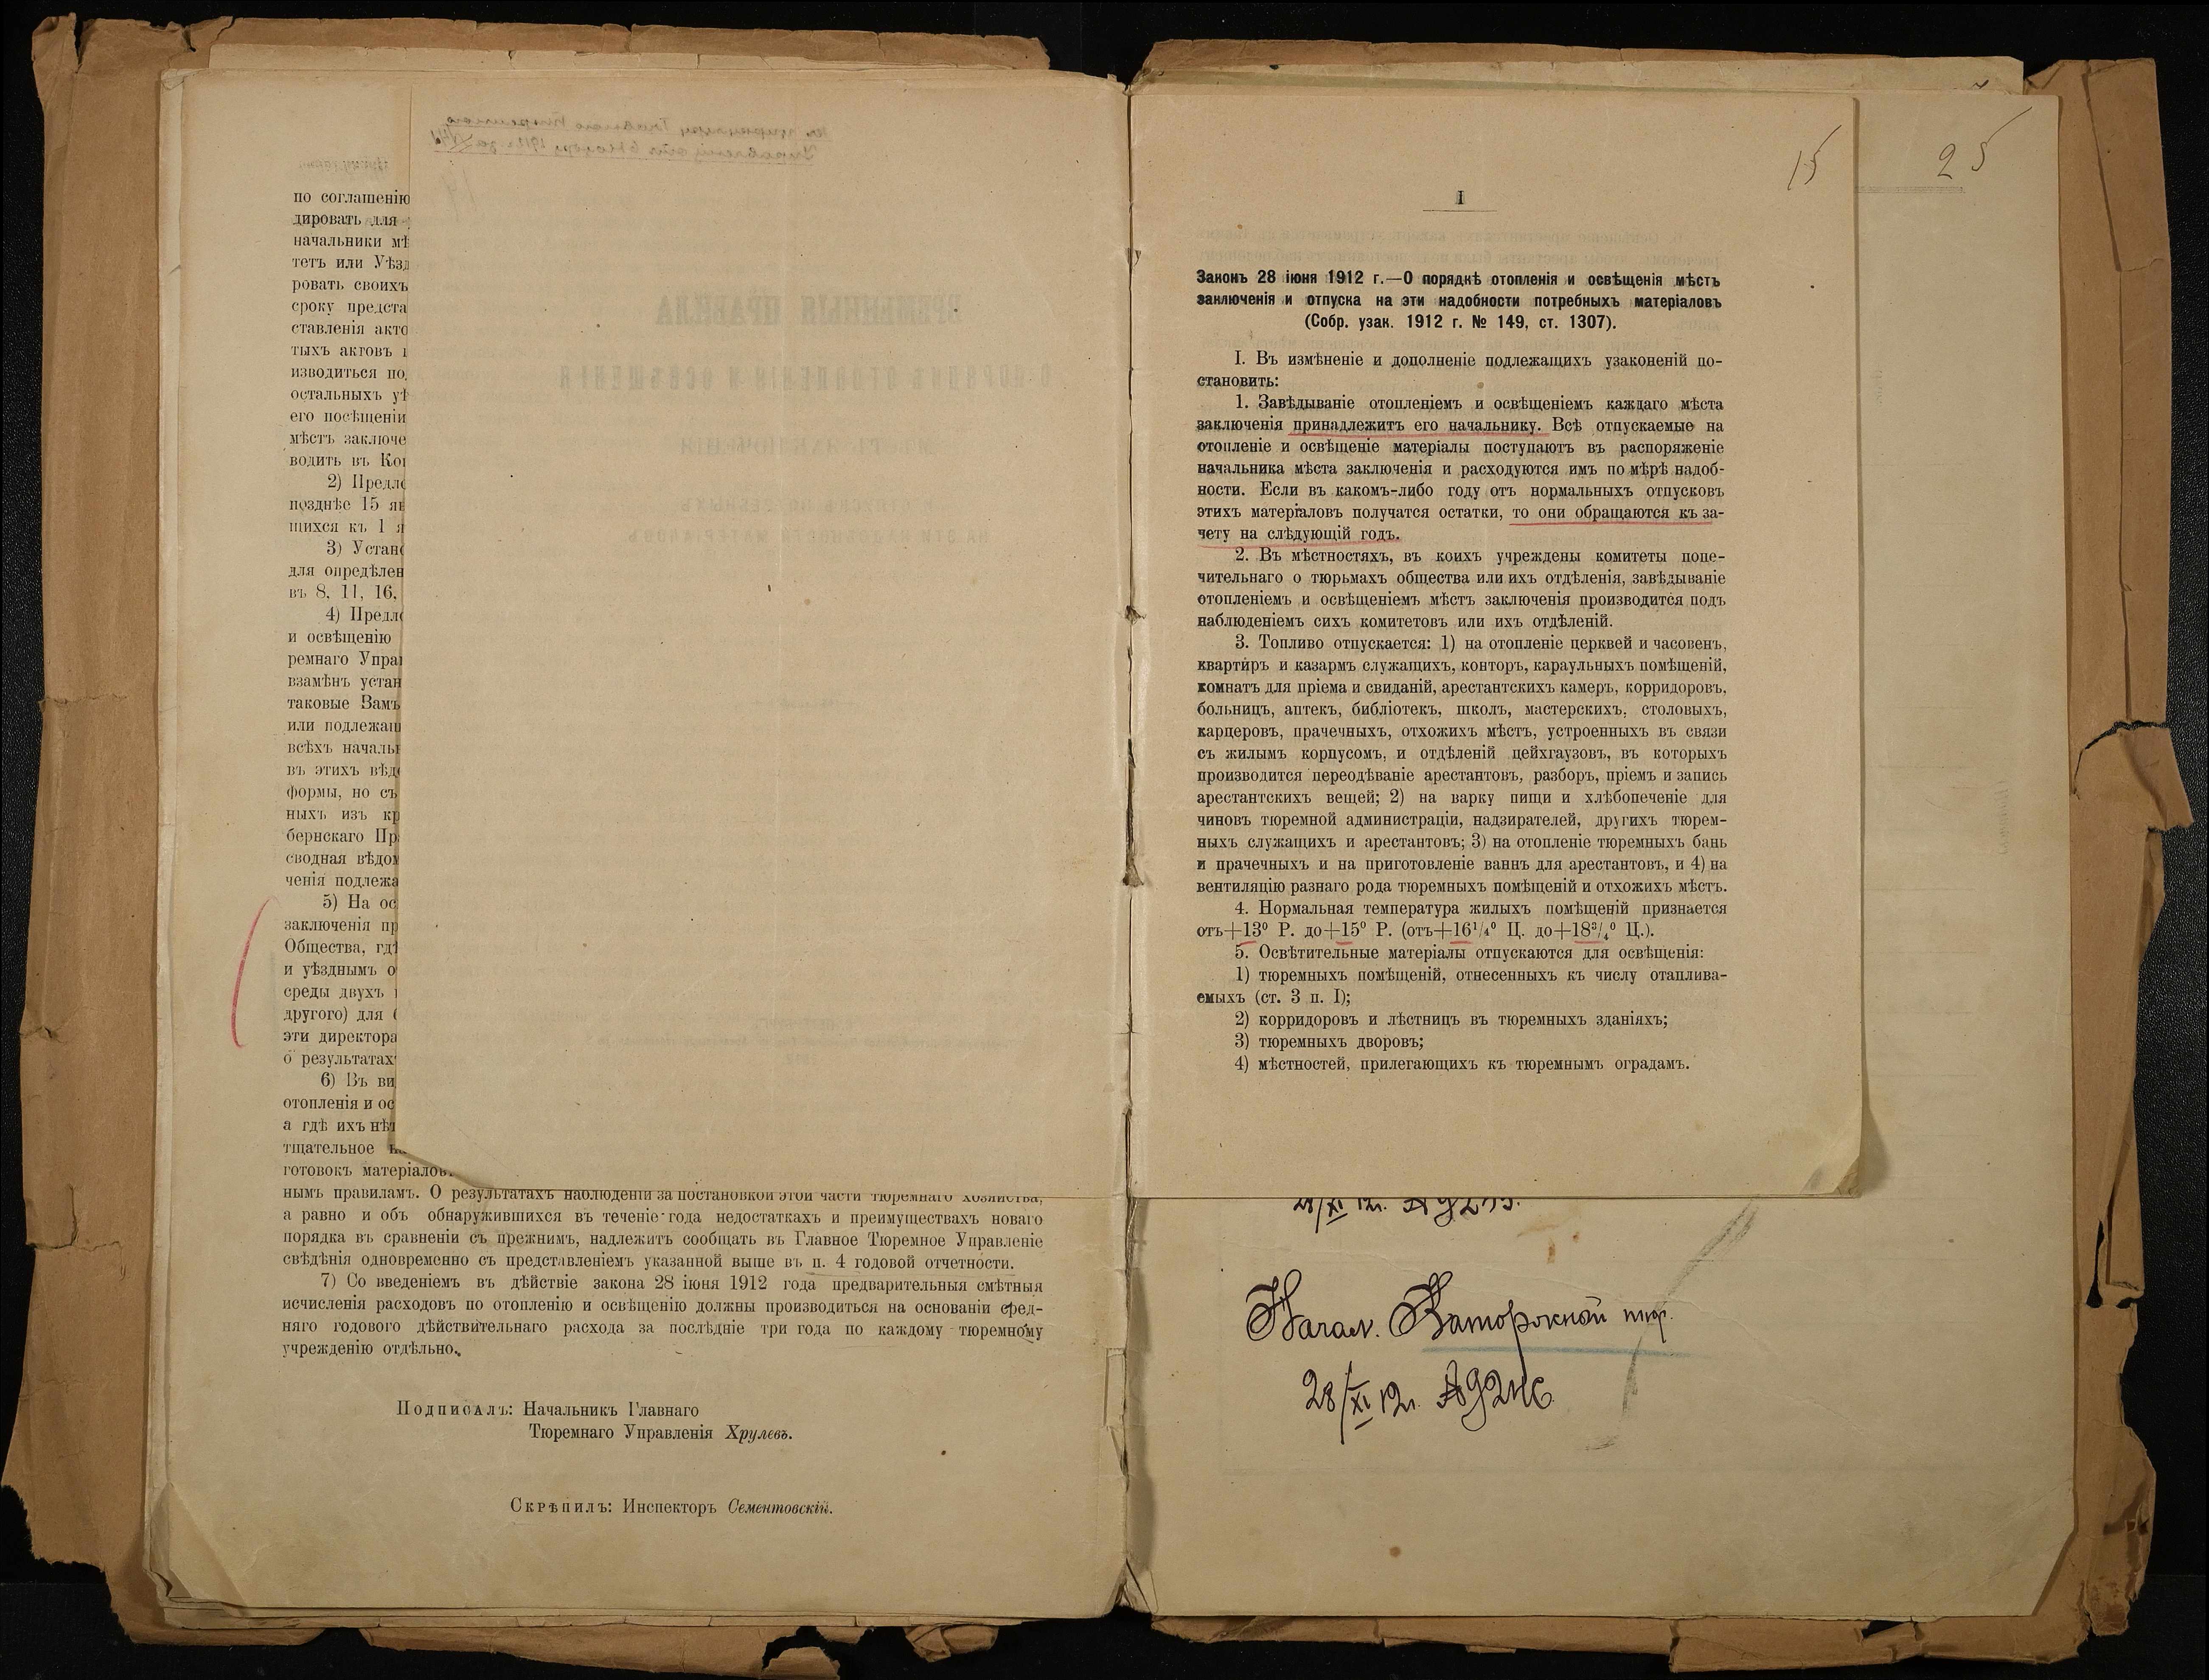 по соглашенію
дировать для
начальники мѣ
тетъ или Уѣзд
ровать своихъ
сроку предста
ставленія акто
тыхъ актовъ
изводиться по
остальныхъ уѣ
его посѣщеніи
мѣстъ заключе
водить въ Ко
2) Предло
позднѣе 15 ян
щихся къ 1 я
3) Устано
для опредѣлен
въ 8, 11, 16,
4) Предло
и освѣщенію
ремнаго Упра
взамѣнъ устан
таковые Вамъ
или подлежащ
всѣхъ началь
въ этихъ вѣдо
формы, но съ
ныхъ изъ кр
бернскаго Пр
сводная вѣдом
ченія подлежа
5) На ос
заключенія пр
Общества, гдѣ
и уѣзднымъ о
среды двухъ
другого) для
эти директора
о результатахъ
6) Въ ви
отопленія и ос
а гдѣ ихъ нѣт
тщательное
готовокъ матеріалов
нымъ правиламъ. О результатахъ наблюденія за постановкой этой части тюремнаго хозяйства,
а равно и объ обнаружившихся въ теченіе года недостаткахъ и преимуществахъ новаго
порядка въ сравненіи съ прежнимъ, надлежитъ сообщать въ Главное Тюремное Управленіе
свѣдѣнія одновременно съ представленіемъ указанной выше въ п. 4 годовой отчетности.
7) Со введеніемъ въ дѣйствіе закона 28 іюня 1912 года предварительныя смѣтныя
исчисленія расходовъ по отопленію и освѣщенію должны производиться на основаніи сред-
няго годового дѣйствительнаго расхода за послѣдніе три года по каждому тюремному
учрежденію отдѣльно.
Подписалъ: Начальникъ Главнаго
Тюремнаго Управленія Хрулевъ.
Скрѣпилъ: Инспекторъ Сементовскій.
15
25
I
Законъ 28 іюня 1912 г.—О порядкѣ отопленія и освѣщенія мѣстъ
заключенія и отпуска на эти надобности потребныхъ матеріаловъ
(Собр. узак. 1912 г. № 149, ст. 1307).
I. Въ измѣненіе и дополненіе подлежащихъ узаконеній по-
становить:
1. Завѣдываніе отопленіемъ и освѣщеніемъ каждаго мѣста
заключенія принадлежитъ его начальнику. Всѣ отпускаемые на
отопленіе и освѣщеніе матеріалы поступаютъ въ распоряженіе
начальника мѣста заключенія и расходуются имъ по мѣрѣ надоб-
ности. Если въ какомъ-либо году отъ нормальныхъ отпусковъ
этихъ матеріаловъ получатся остатки, то они обращаются къ за-
чету на слѣдующій годъ.
2. Въ мѣстностяхъ, въ коихъ учреждены комитеты попе-
чительнаго о тюрьмахъ общества или ихъ отдѣленія, завѣдываніе
отопленіемъ и освѣщеніемъ мѣстъ заключенія производится подъ
наблюденіемъ сихъ комитетовъ или ихъ отдѣленій.
3. Топливо отпускается: 1) на отопленіе церквей и часовенъ,
квартиръ и казармъ служащихъ, конторъ, караульныхъ помѣщеній,
комнатъ для пріема и свиданій, арестантскихъ камеръ, корридоровъ,
больницъ, аптекъ, библіотекъ, школъ, мастерскихъ, столовыхъ,
карцеровъ, прачечныхъ, отхожихъ мѣстъ, устроенныхъ въ связи
съ жилымъ корпусомъ, и отдѣленій цейхгаузовъ, въ которыхъ
производится переодѣваніе арестантовъ, разборъ, пріемъ и запись
арестантскихъ вещей; 2) на варку пищи и хлѣбопеченіе для
чиновъ тюремной администраціи, надзирателей, другихъ тюрем-
ныхъ служащихъ и арестантовъ; 3) на отопленіе тюремныхъ бань
и прачечныхъ и на приготовленіе ваннъ для арестантовъ, и 4) на
вентиляцію разнаго рода тюремныхъ помѣщеній и отхожихъ мѣстъ.
4. Нормальная температура жилыхъ помѣщеній признается
отъ+13° Р. до+15° Р. (отъ+16¹/₄° Ц. до+18³/₄° Ц.).
5. Освѣтительные матеріалы отпускаются для освѣщенія:
1) тюремныхъ помѣщеній, отнесенныхъ къ числу отаплива-
емыхъ (ст. 3 п. I);
2) корридоровъ и лѣстницъ въ тюремныхъ зданіяхъ;
3) тюремныхъ дворовъ;
4) мѣстностей, прилегающихъ къ тюремнымъ оградамъ.
Начал. Каторжной тюр.
28/XI 12г.